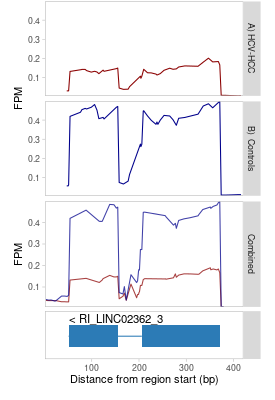 FPM
0.4
0.3
0.2
0.1
A) HCV-HCC
0.4
0.3
0.2
0.1
B) Controls
FPM
0.4
0.3
0.2
0.1
Combined
< RI_LINC02362_3
100 200 300 400
Distance from region start (bp)